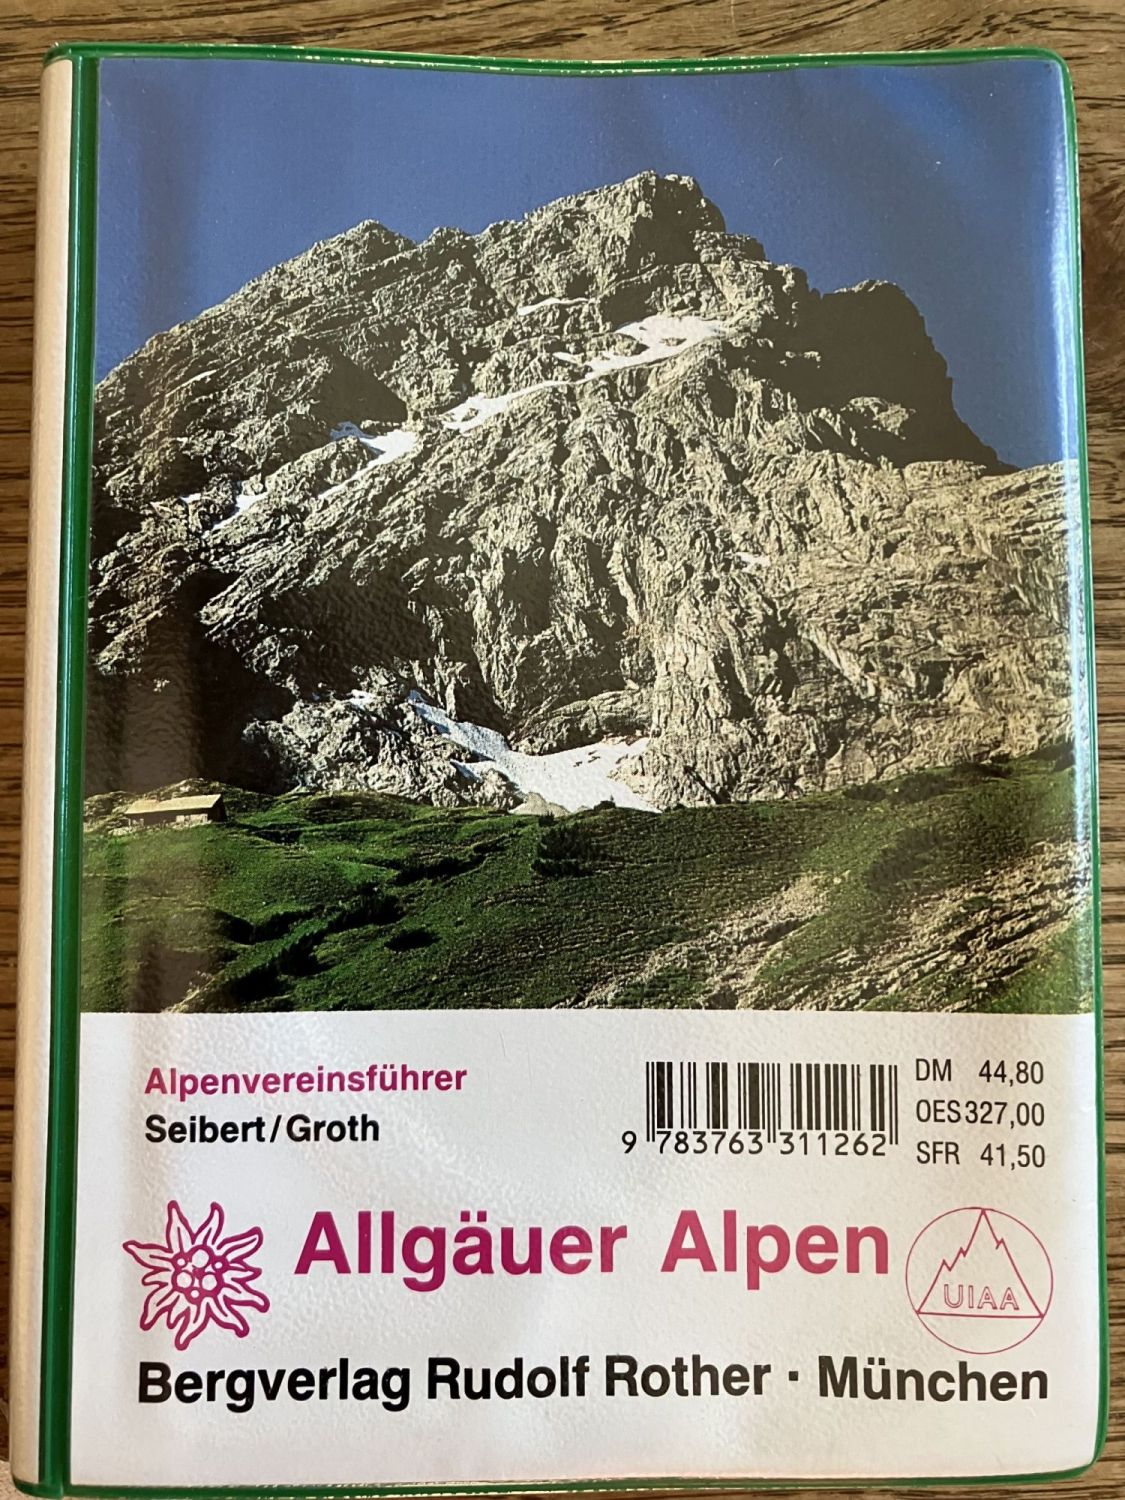 Alpenvereinsführer
Seibert/Groth
9 783763 311262
DM 44,80
OES 327,00
SFR 41,50
Allgäuer Alpen
UIAA
Bergverlag Rudolf Rother · München